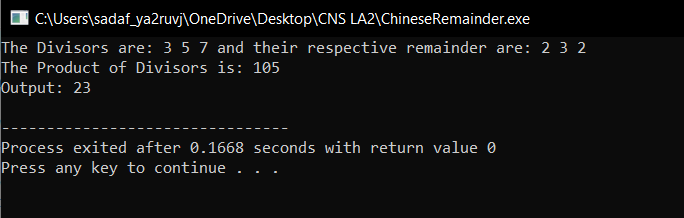 C:\Users\sadaf_ya2ruvj\OneDrive\Desktop\CNS LA2\ChineseRemainder.exe
The Divisors are: 3 5 7 and their respective remainder are: 2 3 2
The Product of Divisors is: 105
Output: 23
--------------------------------
Process exited after 0.1668 seconds with return value 0
Press any key to continue . . .